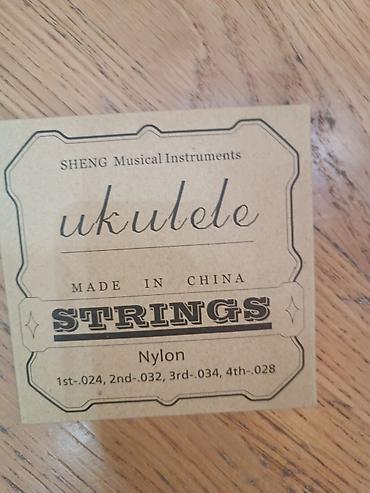 SHENG Musical Instruments
ukulele
MADE IN CHINA
STRINGS
Nylon
1st-.024, 2nd-.032, 3rd-.034, 4th-.028